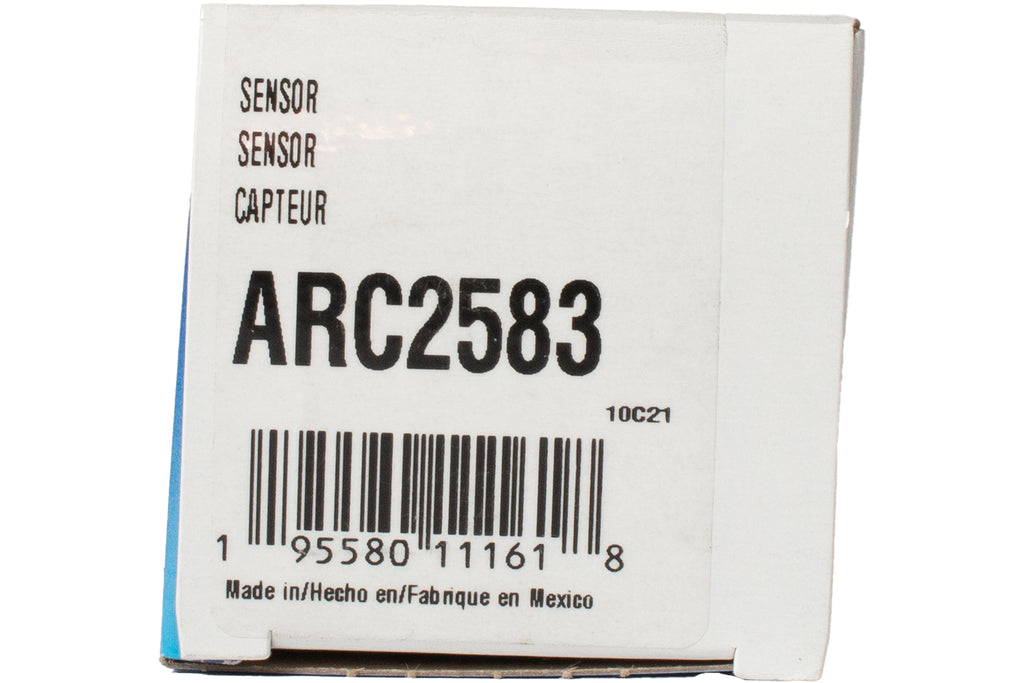 SENSOR
SENSOR
CAPTEUR
ARC2583
10C21
1 95580 11161 8
Made in/Hecho en/Fabrique en Mexico